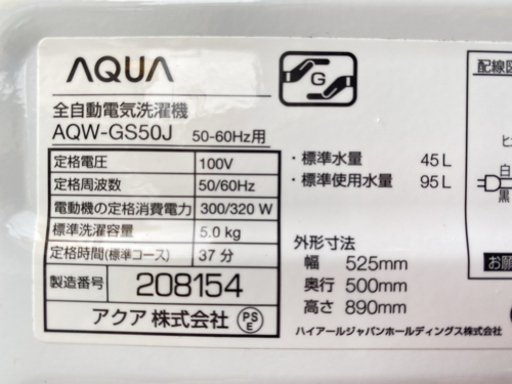 AQUA
G
全自動電気洗濯機
AQW-GS50J 50-60Hz用
定格電圧 100V
定格周波数 50/60Hz
電動機の定格消費電力 300/320 W
標準洗濯容量 5.0 kg
定格時間(標準コース) 37 分
製造番号 208154
アクア 株式会社 PSE
・標準水量 45 L
・標準使用水量 95 L
外形寸法
幅 525mm
奥行 500mm
高さ 890mm
ハイアールジャパンホールディングス株式会社
配線図
ヒ
白
黒
お願